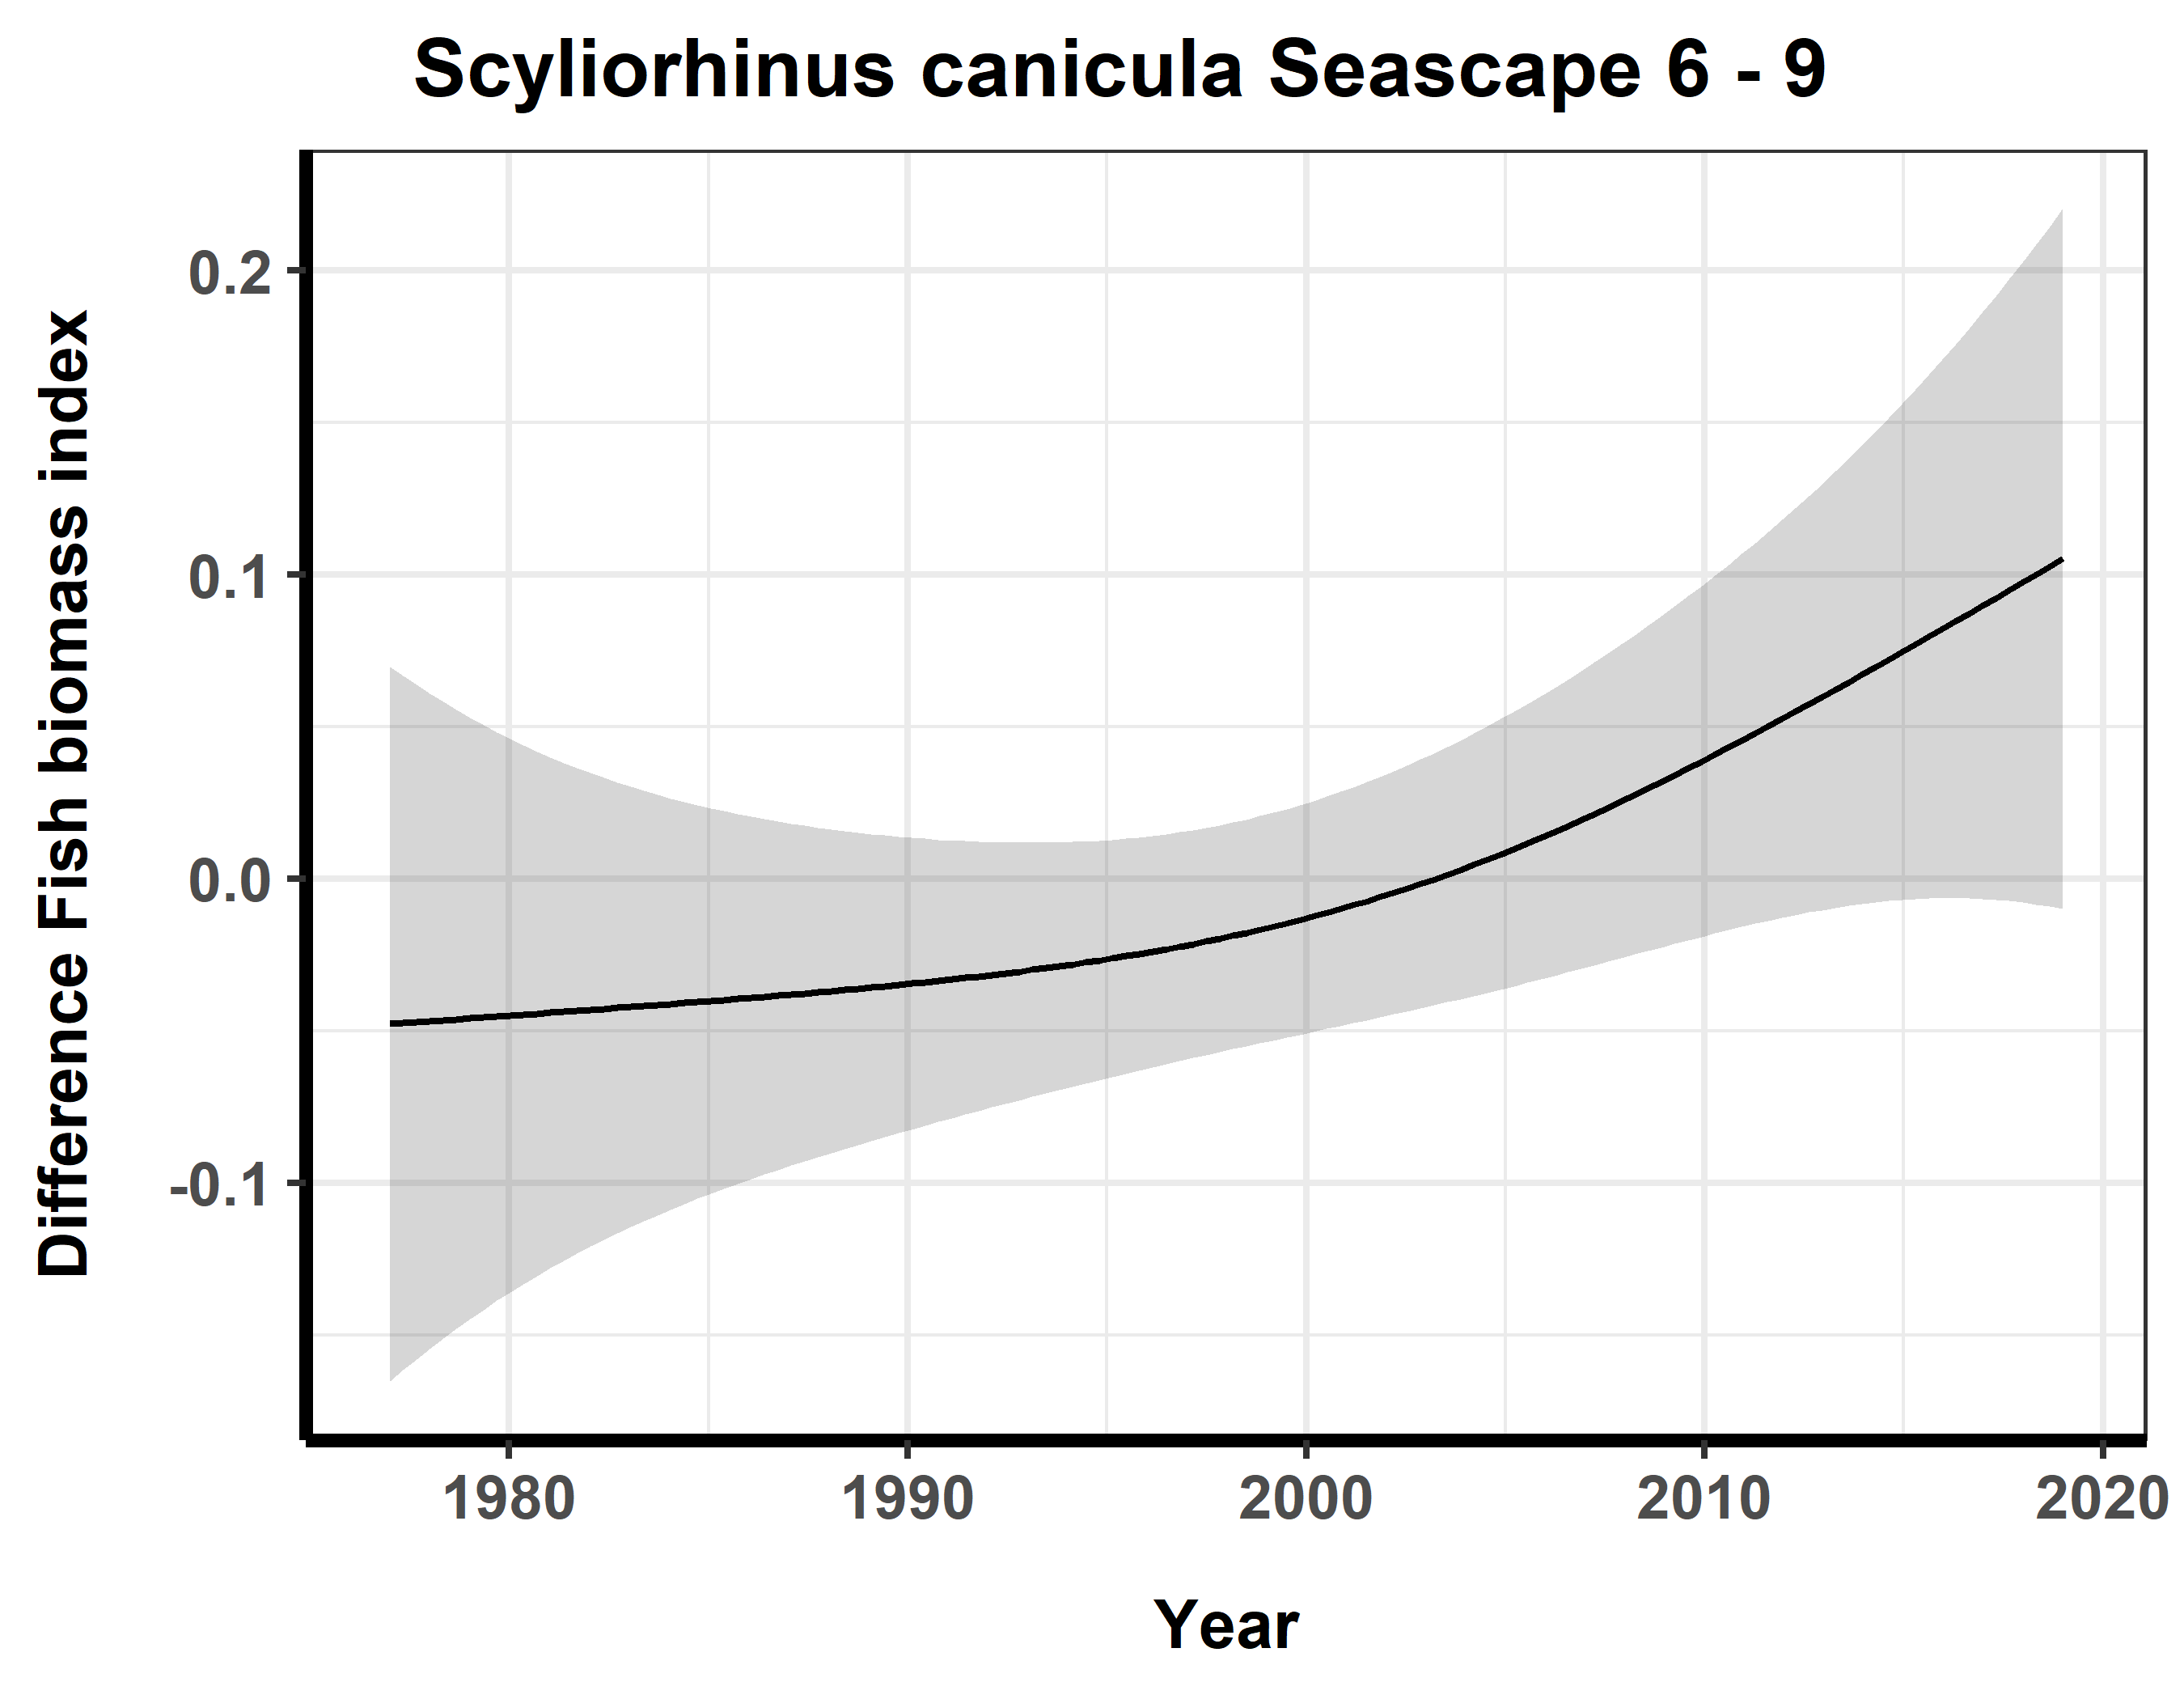 Scyliorhinus canicula Seascape 6 - 9
Difference Fish biomass index
0.2
0.1
0.0
-0.1
1980 1990 2000 2010 2020
Year